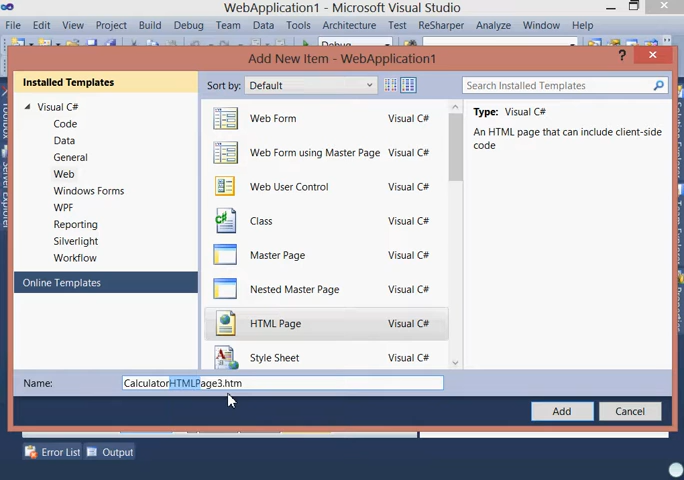 WebApplication1 - Microsoft Visual Studio
File Edit View Project Build Debug Team Data Tools Architecture Test ReSharper Analyze Window Help
Debug
Add New Item - WebApplication1
Installed Templates
Sort by: Default
Search Installed Templates
Visual C#
Code
Data
General
Web
Windows Forms
WPF
Reporting
Silverlight
Workflow
Online Templates
Web Form Visual C#
Web Form using Master Page Visual C#
Web User Control Visual C#
Class Visual C#
Master Page Visual C#
Nested Master Page Visual C#
HTML Page Visual C#
Style Sheet Visual C#
Type: Visual C#
An HTML page that can include client-side
code
Name: CalculatorHTMLPage3.htm
Add Cancel
Error List Output
Server Explorer